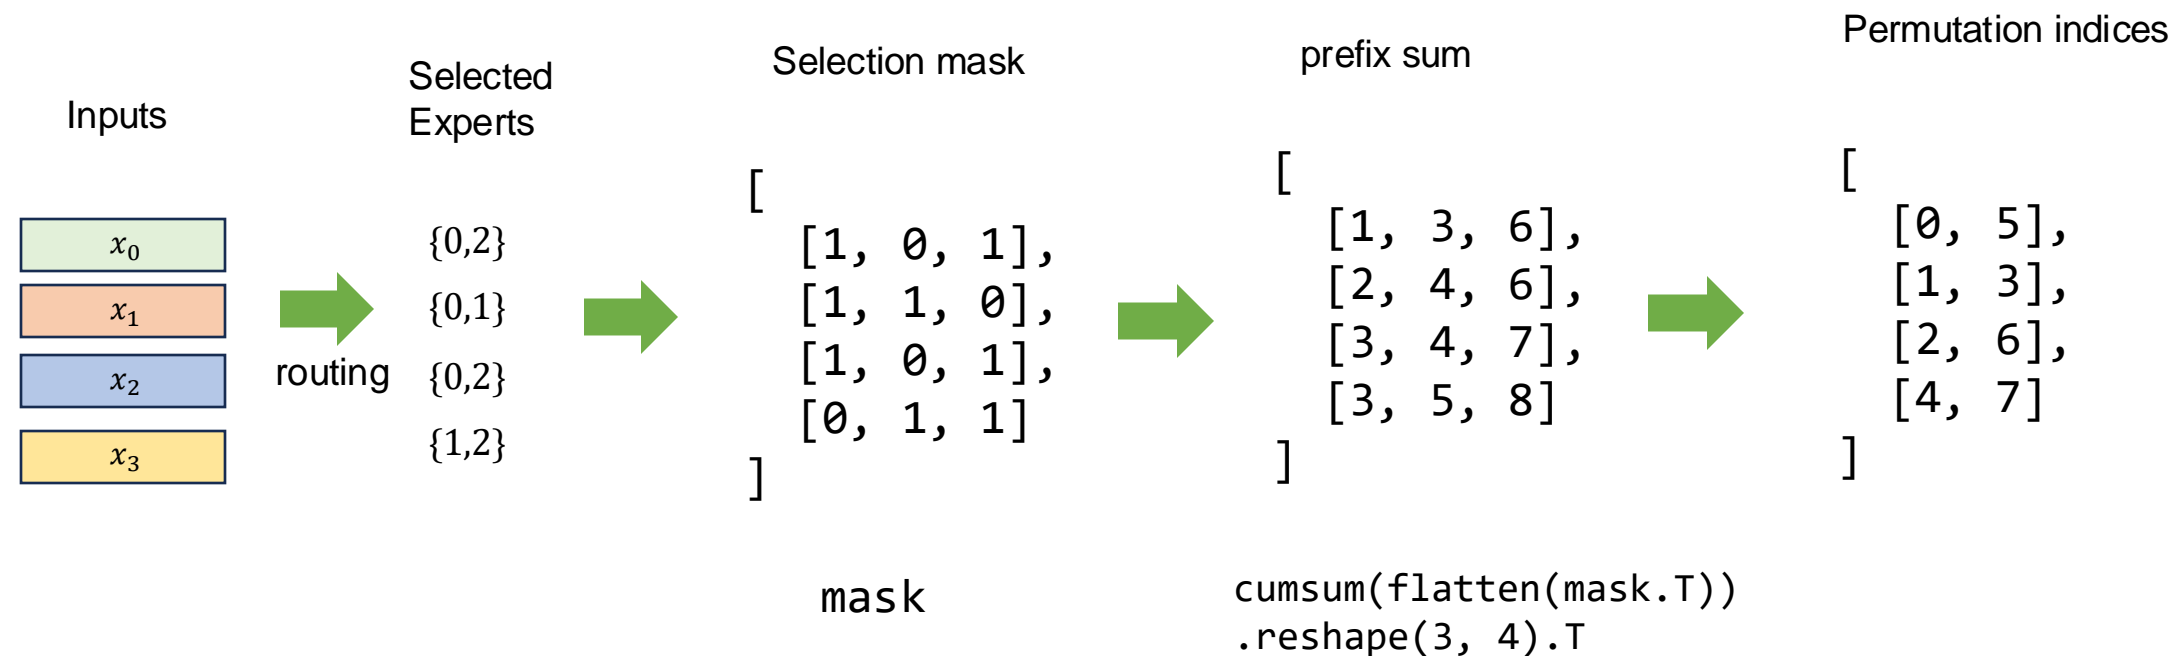 Inputs
x₀
x₁
x₂
x₃
routing
Selected
Experts
{0,2}
{0,1}
{0,2}
{1,2}
Selection mask
[
[1, 0, 1],
[1, 1, 0],
[1, 0, 1],
[0, 1, 1]
]
mask
prefix sum
[
[1, 3, 6],
[2, 4, 6],
[3, 4, 7],
[3, 5, 8]
]
cumsum(flatten(mask.T))
.reshape(3, 4).T
Permutation indices
[
[0, 5],
[1, 3],
[2, 6],
[4, 7]
]